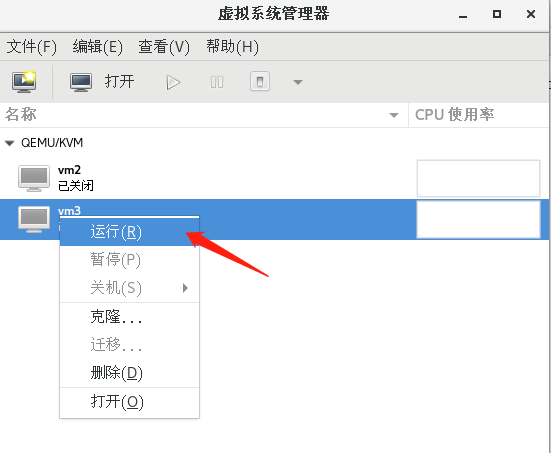 虚拟系统管理器
文件(F) 编辑(E) 查看(V) 帮助(H)
打开
名称 CPU 使用率
QEMU/KVM
vm2
已关闭
vm3
运行(R)
暂停(P)
关机(S)
克隆...
迁移...
删除(D)
打开(O)